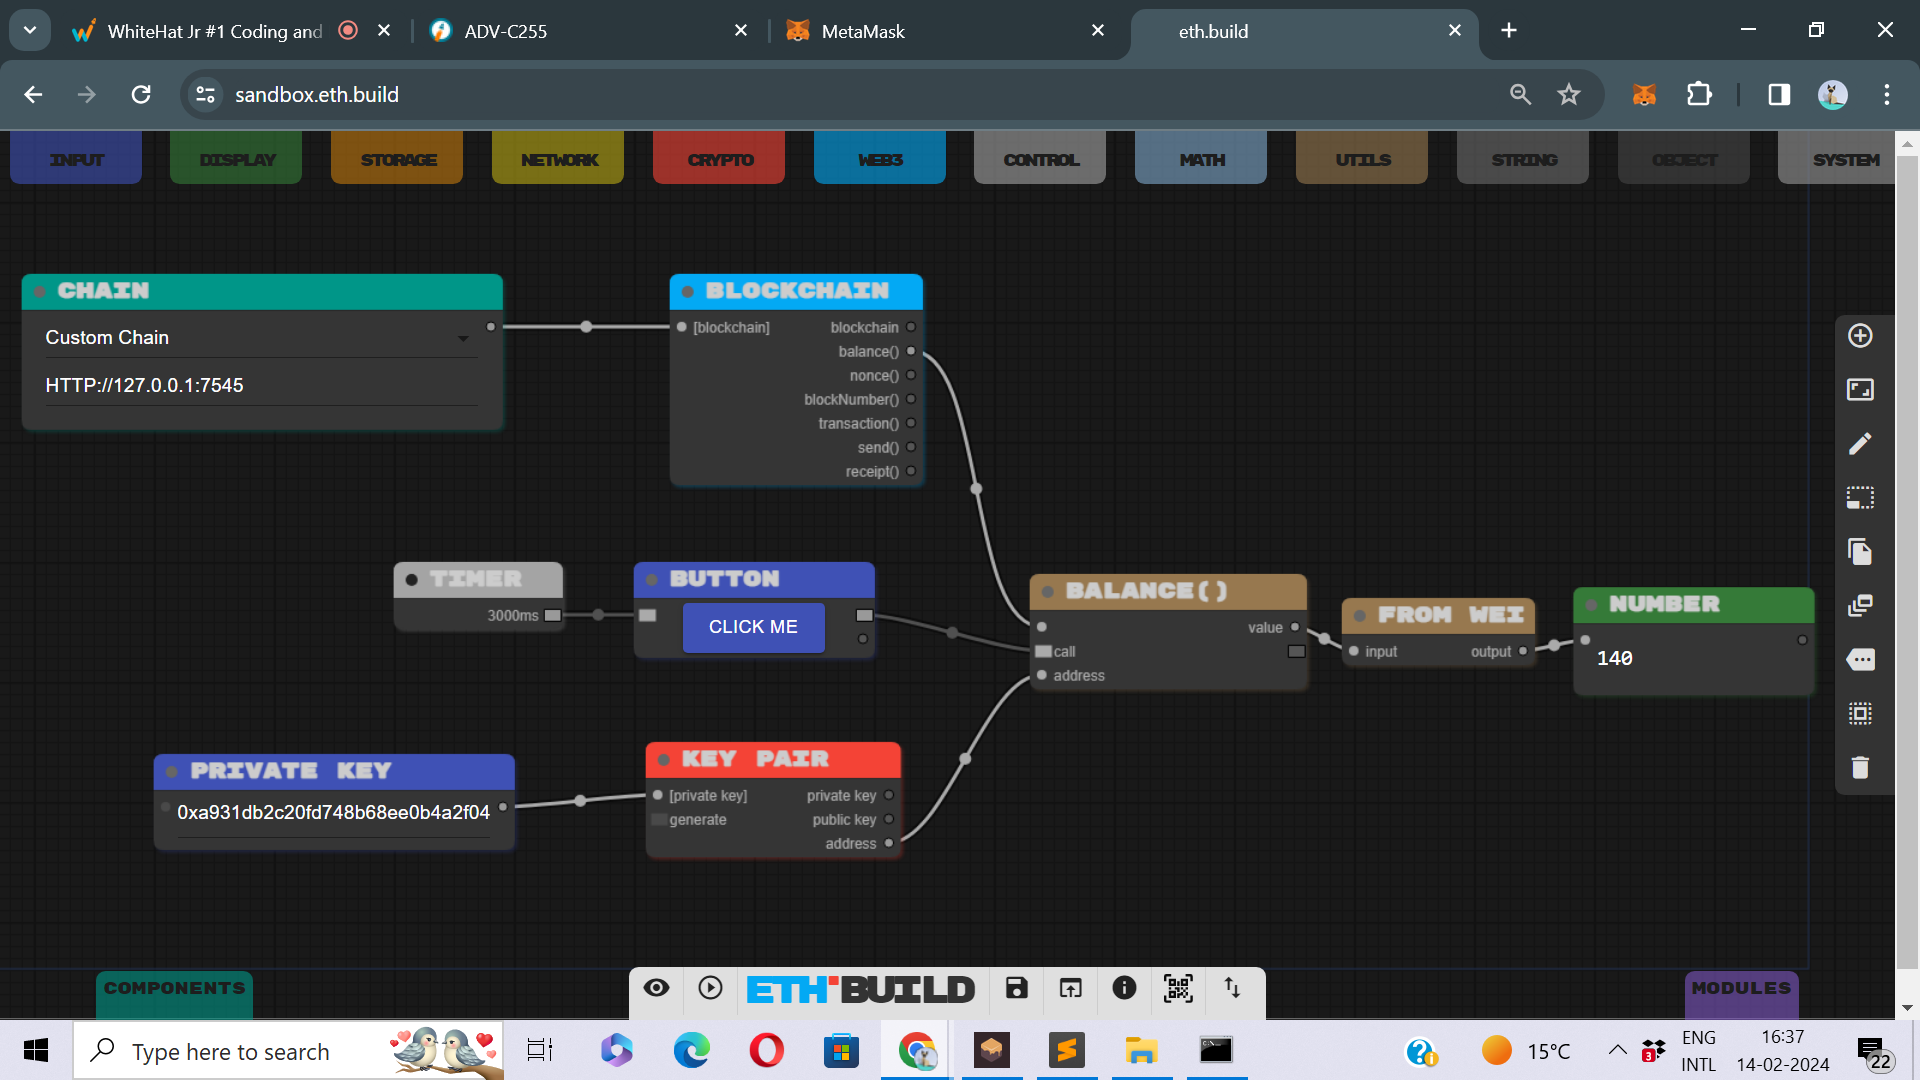 WhiteHat Jr #1 Coding and
ADV-C255
MetaMask
eth.build
sandbox.eth.build
INPUT
DISPLAY
STORAGE
NETWORK
CRYPTO
WEB3
CONTROL
MATH
UTILS
STRING
OBJECT
SYSTEM
CHAIN
Custom Chain
HTTP://127.0.0.1:7545
BLOCKCHAIN
[blockchain] blockchain
balance()
nonce()
blockNumber()
transaction()
send()
receipt()
TIMER
3000ms
BUTTON
CLICK ME
BALANCE()
value
call
address
FROM WEI
input output
NUMBER
140
PRIVATE KEY
0xa931db2c20fd748b68ee0b4a2f04
KEY PAIR
[private key] private key
generate public key
address
COMPONENTS
ETH.BUILD
MODULES
Type here to search
15°C
3
ENG
INTL
16:37
14-02-2024
22